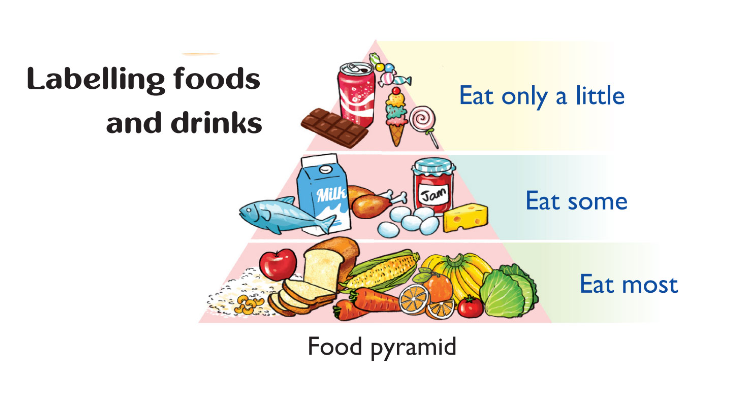 Labelling foods
and drinks
Eat only a little
Milk
Jam
Eat some
Eat most
Food pyramid